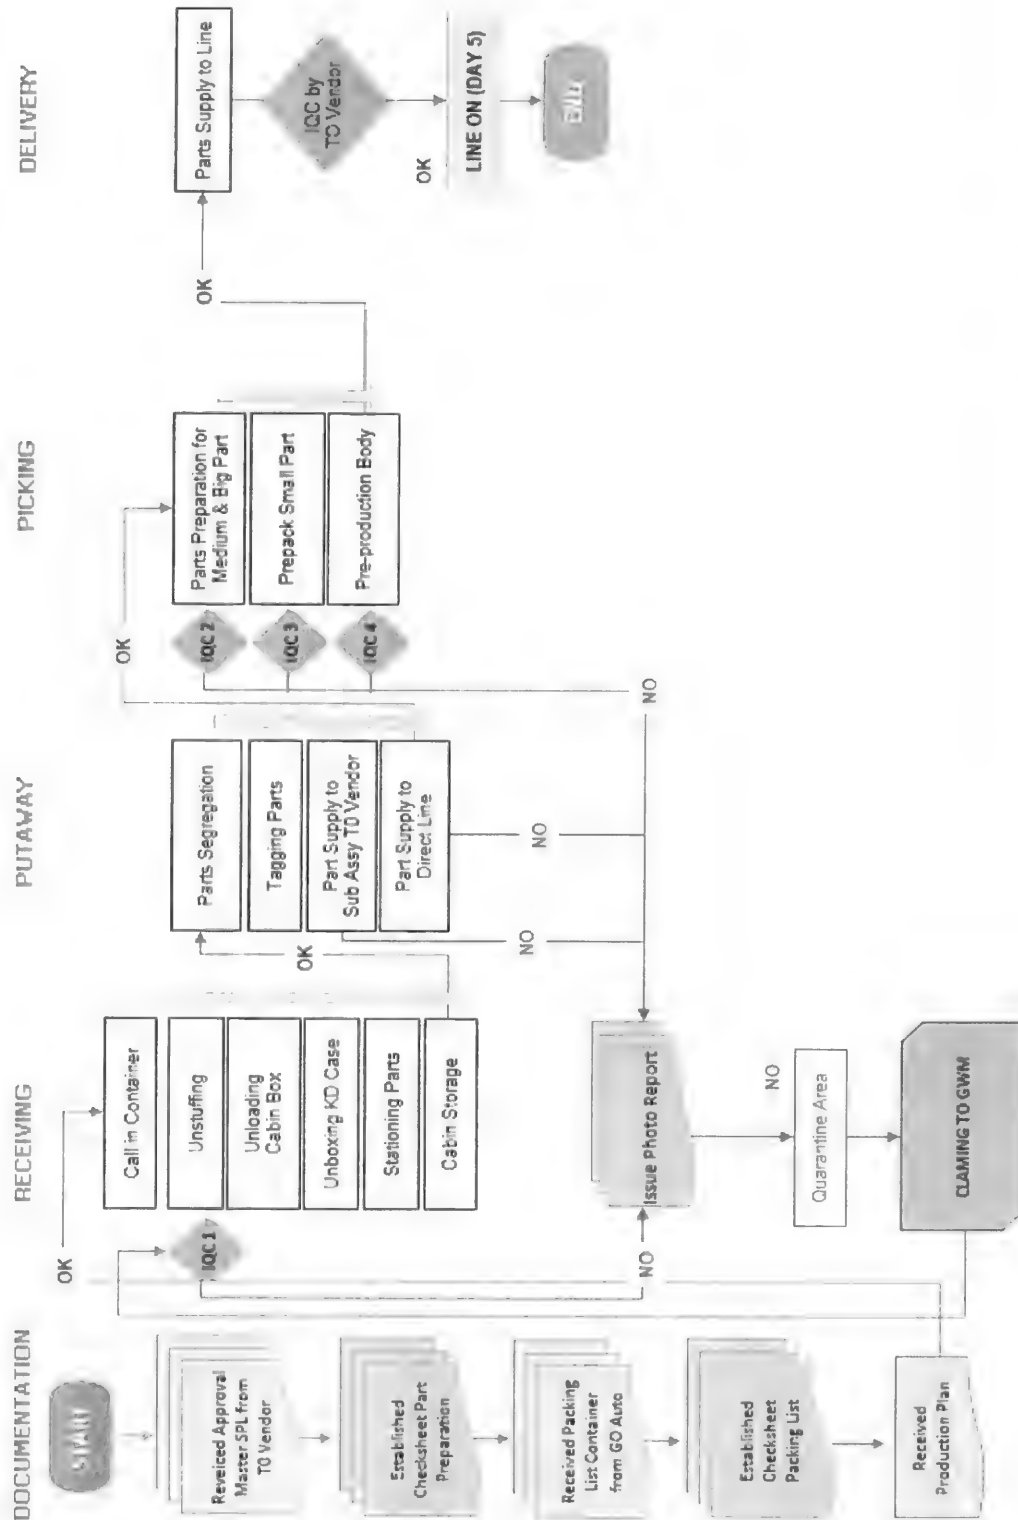 DOCUMENTATION
START
Reveiced Approval
Master SPL from
TO Vendor
Established
Checksheet Part
Preparation
Received Packing
List Container
from GO Auto
Established
Checksheet
Packing List
Received
Production Plan
OK
RECEIVING
Call in Container
IQC 1
Unstuffing
Unloading
Cabin Box
Unboxing KD Case
Stationing Parts
Cabin Storage
NO
Issue Photo Report
NO
Quarantine Area
CLAMING TO GWM
OK
PUTAWAY
Parts Segregation
Tagging Parts
Part Supply to
Sub Assy TO Vendor
Part Supply to
Direct Line
NO
NO
OK
PICKING
IQC 2
Parts Preparation for
Medium & Big Part
IQC 3
Prepack Small Part
IQC 4
Pre-production Body
NO
OK
DELIVERY
Parts Supply to Line
IQC by
TO Vendor
OK
LINE ON (DAY 5)
END